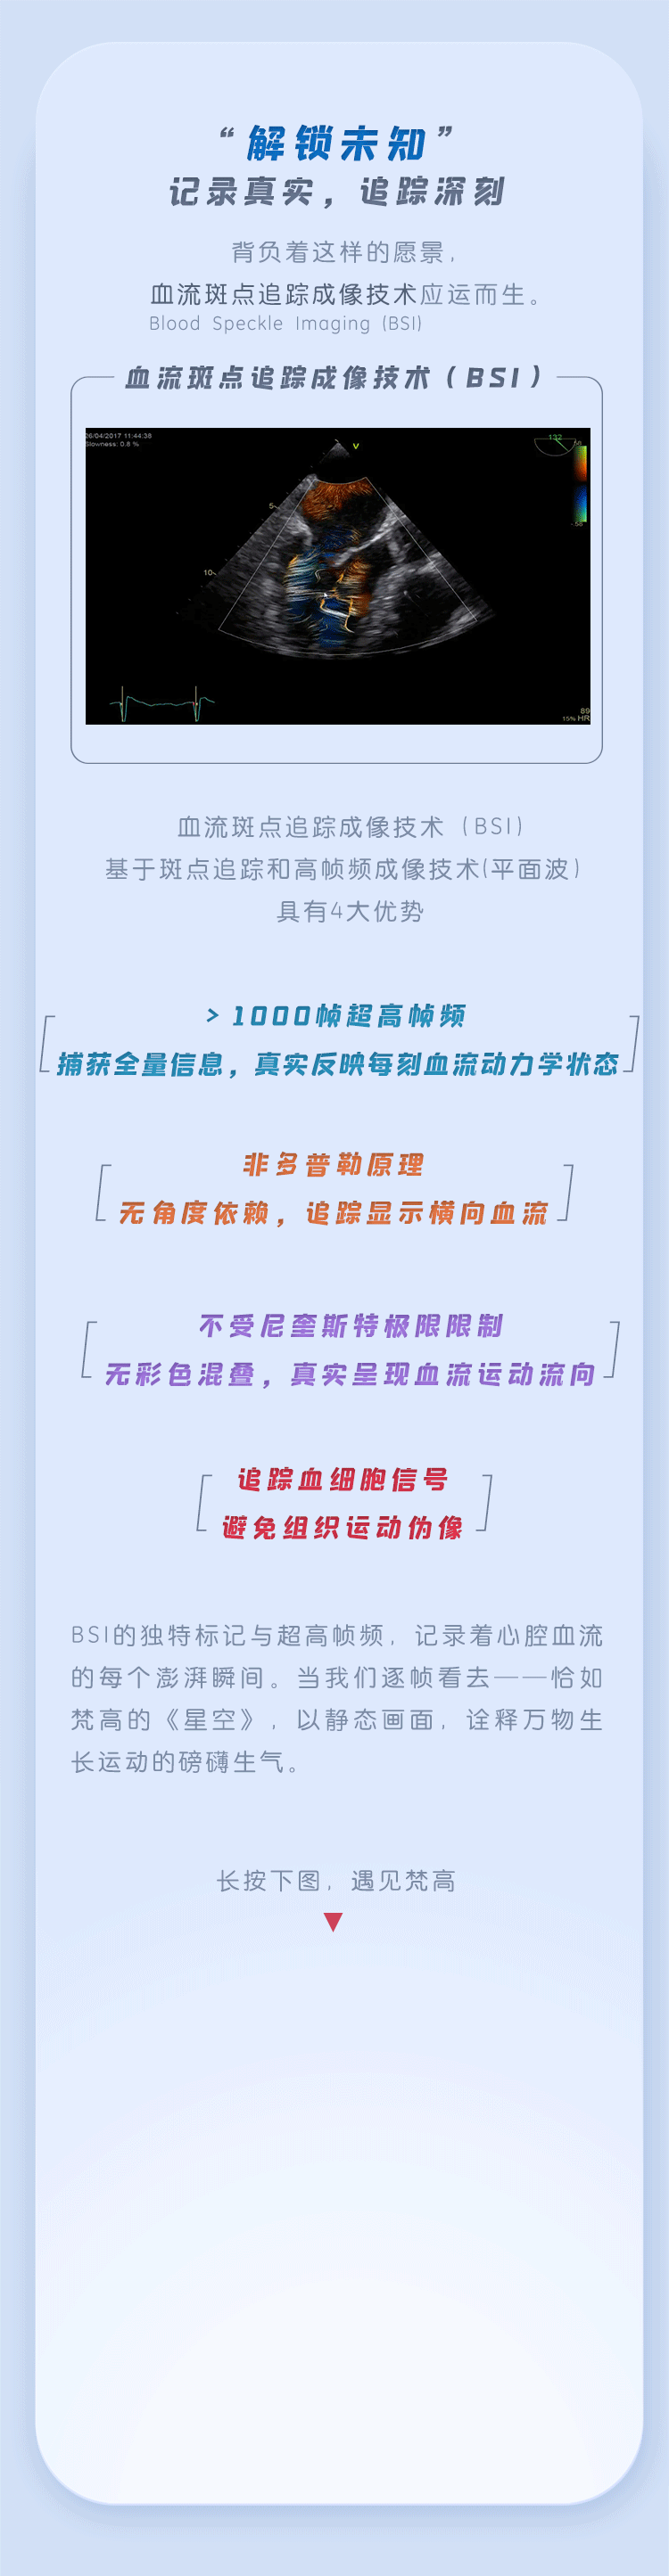 “解锁未知”
记录真实，追踪深刻
背负着这样的愿景，
血流斑点追踪成像技术应运而生。
Blood Speckle Imaging (BSI)
血流斑点追踪成像技术（BSI）
26/04/2017 11:44:38
Slowness: 0.8 %
V
132
56
-.56
5
10
89
15% HR
血流斑点追踪成像技术（BSI）
基于斑点追踪和高帧频成像技术(平面波)
具有4大优势
> 1000帧超高帧频
捕获全量信息，真实反映每刻血流动力学状态
非多普勒原理
无角度依赖，追踪显示横向血流
不受尼奎斯特极限限制
无彩色混叠，真实呈现血流运动流向
追踪血细胞信号
避免组织运动伪像
BSI的独特标记与超高帧频，记录着心腔血流
的每个澎湃瞬间。当我们逐帧看去——恰如
梵高的《星空》，以静态画面，诠释万物生
长运动的磅礴生气。
长按下图，遇见梵高